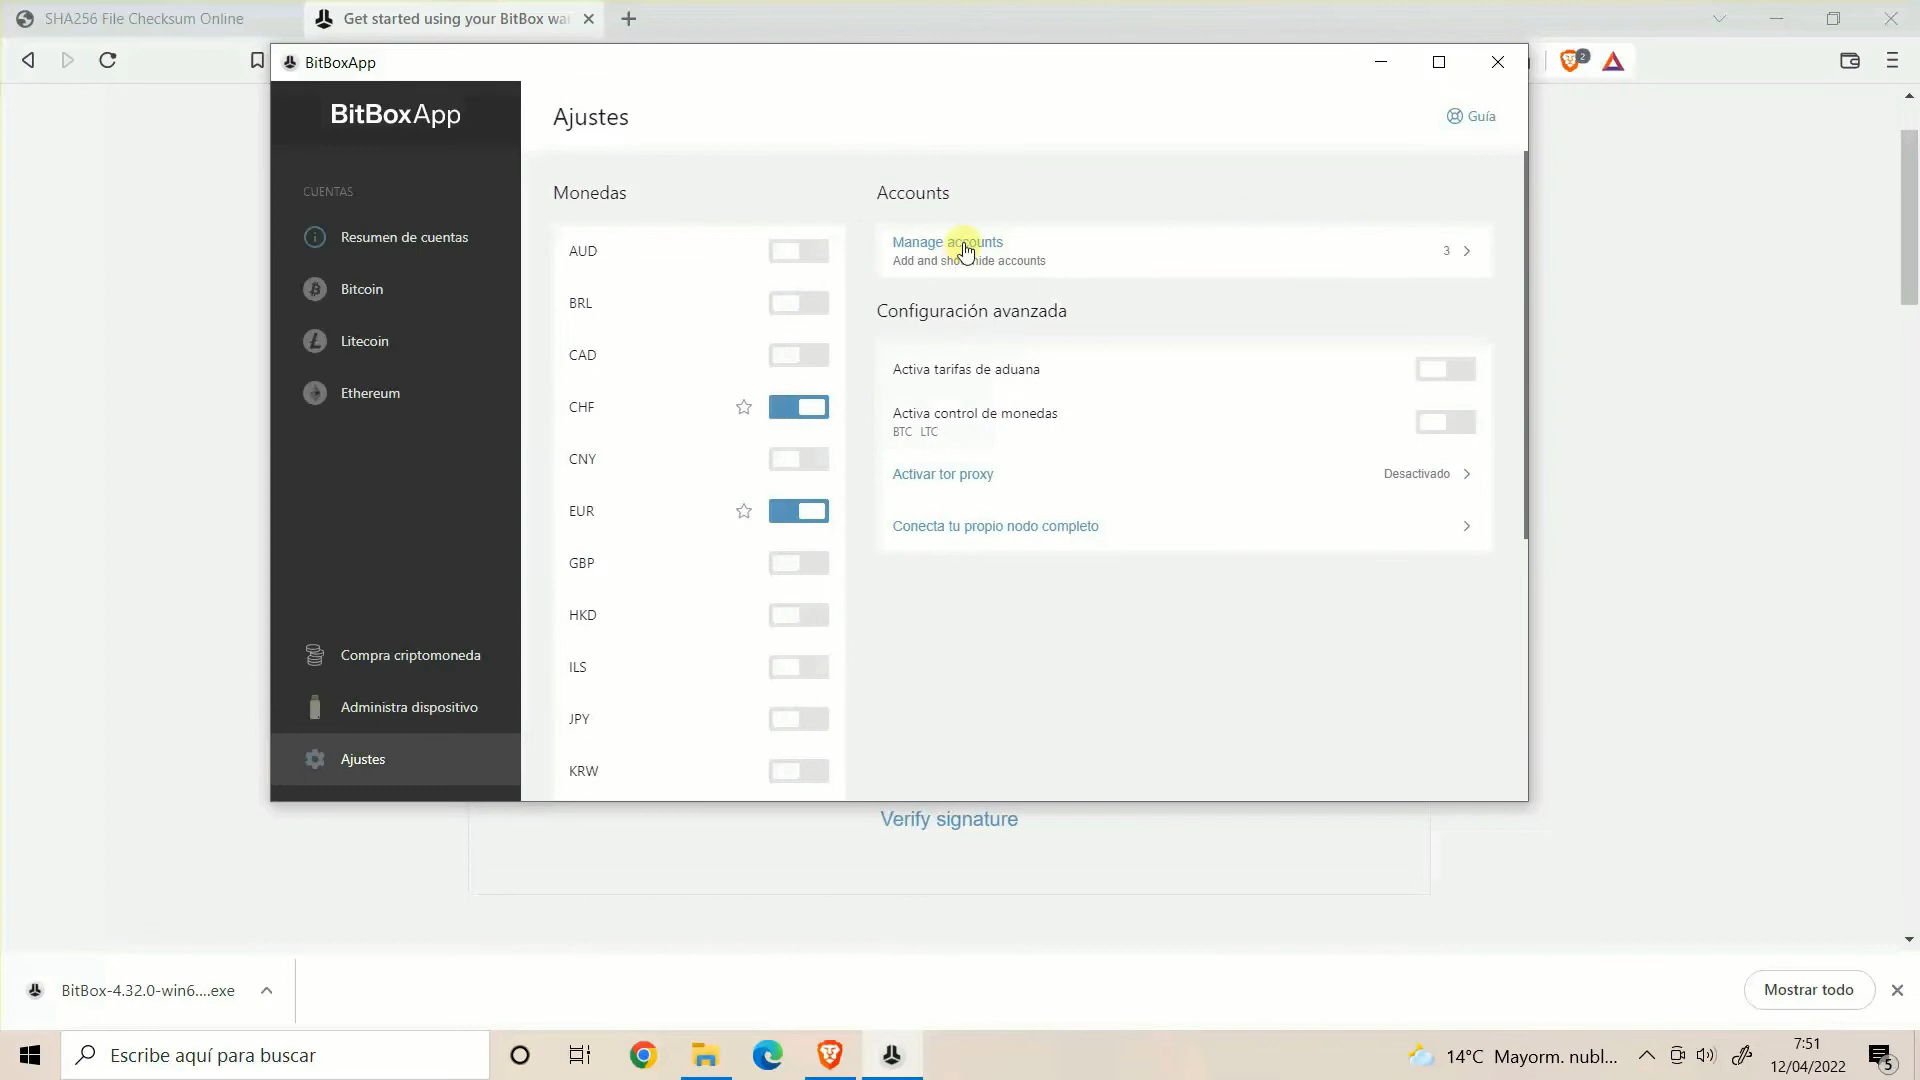 SHA256 File Checksum Online
Get started using your BitBox wa
BitBoxApp
2
BitBoxApp
Ajustes
Guía
CUENTAS
Resumen de cuentas
Bitcoin
Litecoin
Ethereum
Compra criptomoneda
Administra dispositivo
Ajustes
Monedas
AUD
BRL
CAD
CHF
CNY
EUR
GBP
HKD
ILS
JPY
KRW
Accounts
Manage accounts
Add and show/hide accounts
3
Configuración avanzada
Activa tarifas de aduana
Activa control de monedas
BTC LTC
Activar tor proxy
Desactivado
Conecta tu propio nodo completo
Verify signature
BitBox-4.32.0-win6....exe
Mostrar todo
Escribe aquí para buscar
14°C Mayorm. nubl...
7:51
12/04/2022
5